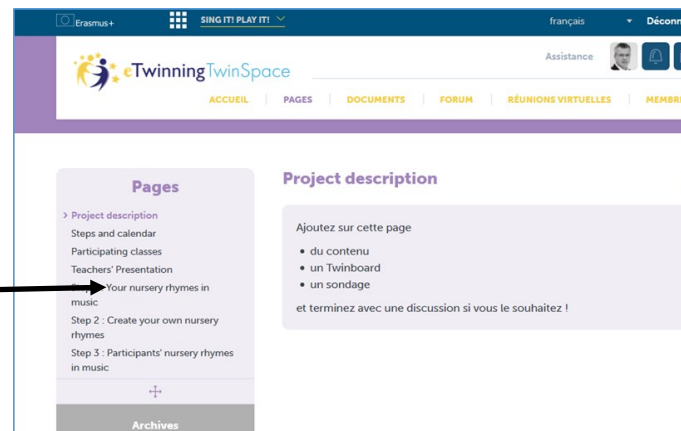 Erasmus+
SING IT! PLAY IT!
français
Déconn
eTwinning TwinSpace
Assistance
ACCUEIL
PAGES
DOCUMENTS
FORUM
RÉUNIONS VIRTUELLES
MEMBR
Pages
Project description
Steps and calendar
Participating classes
Teachers' Presentation
Your nursery rhymes in
music
Step 2 : Create your own nursery
rhymes
Step 3 : Participants' nursery rhymes
in music
Archives
Project description
Ajoutez sur cette page
• du contenu
• un Twinboard
• un sondage
et terminez avec une discussion si vous le souhaitez !